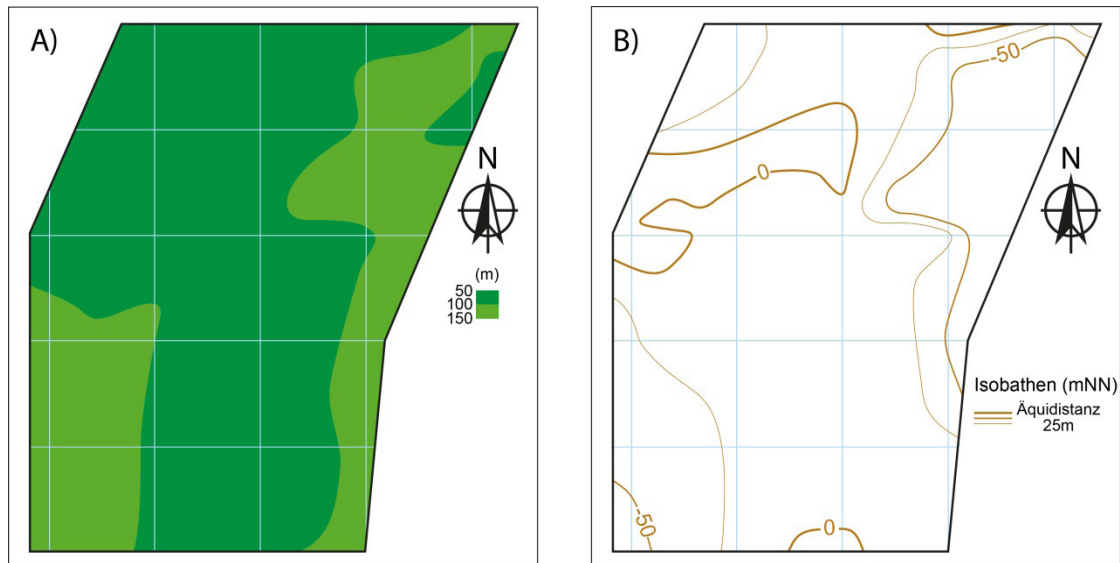 A)
N
(m)
50
100
150
B)
-50
0
N
Isobathen (mNN)
Äquidistanz
25m
-50
0